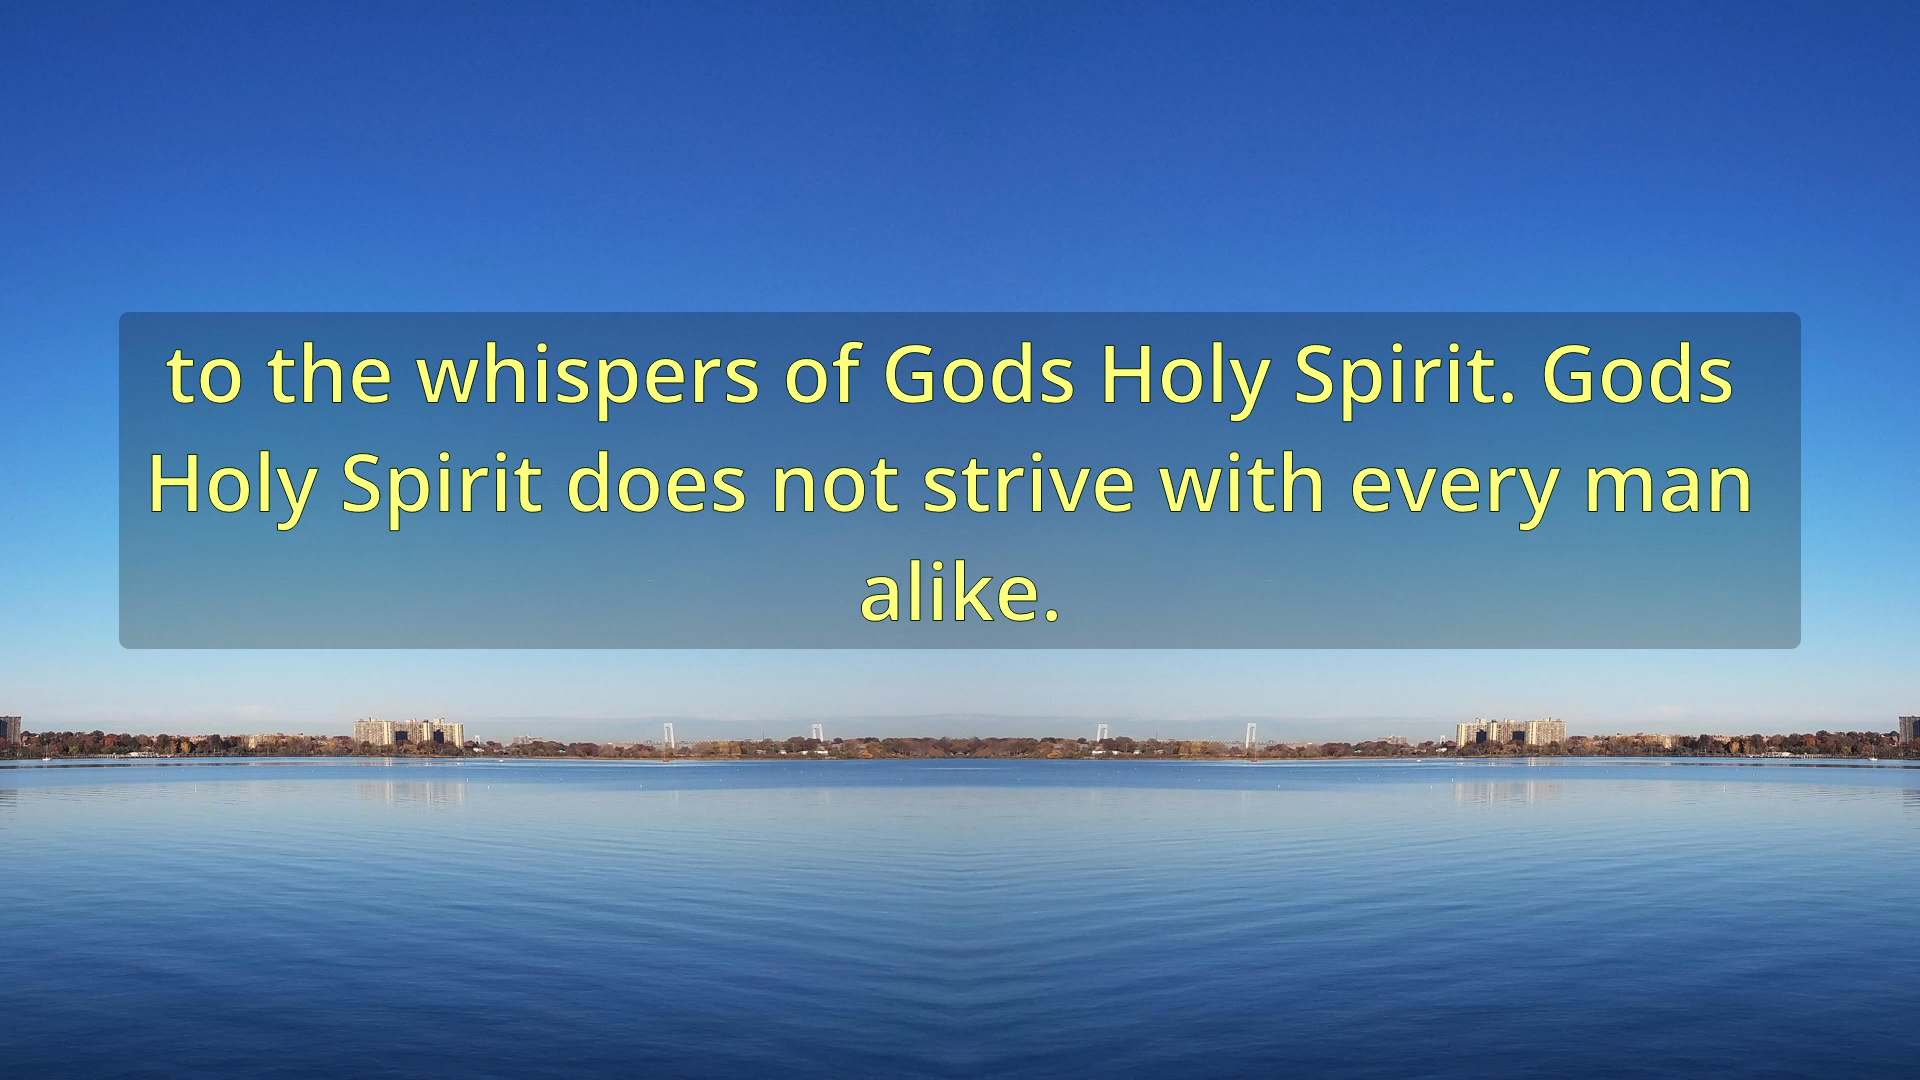 to the whispers of Gods Holy Spirit. Gods
Holy Spirit does not strive with every man
alike.